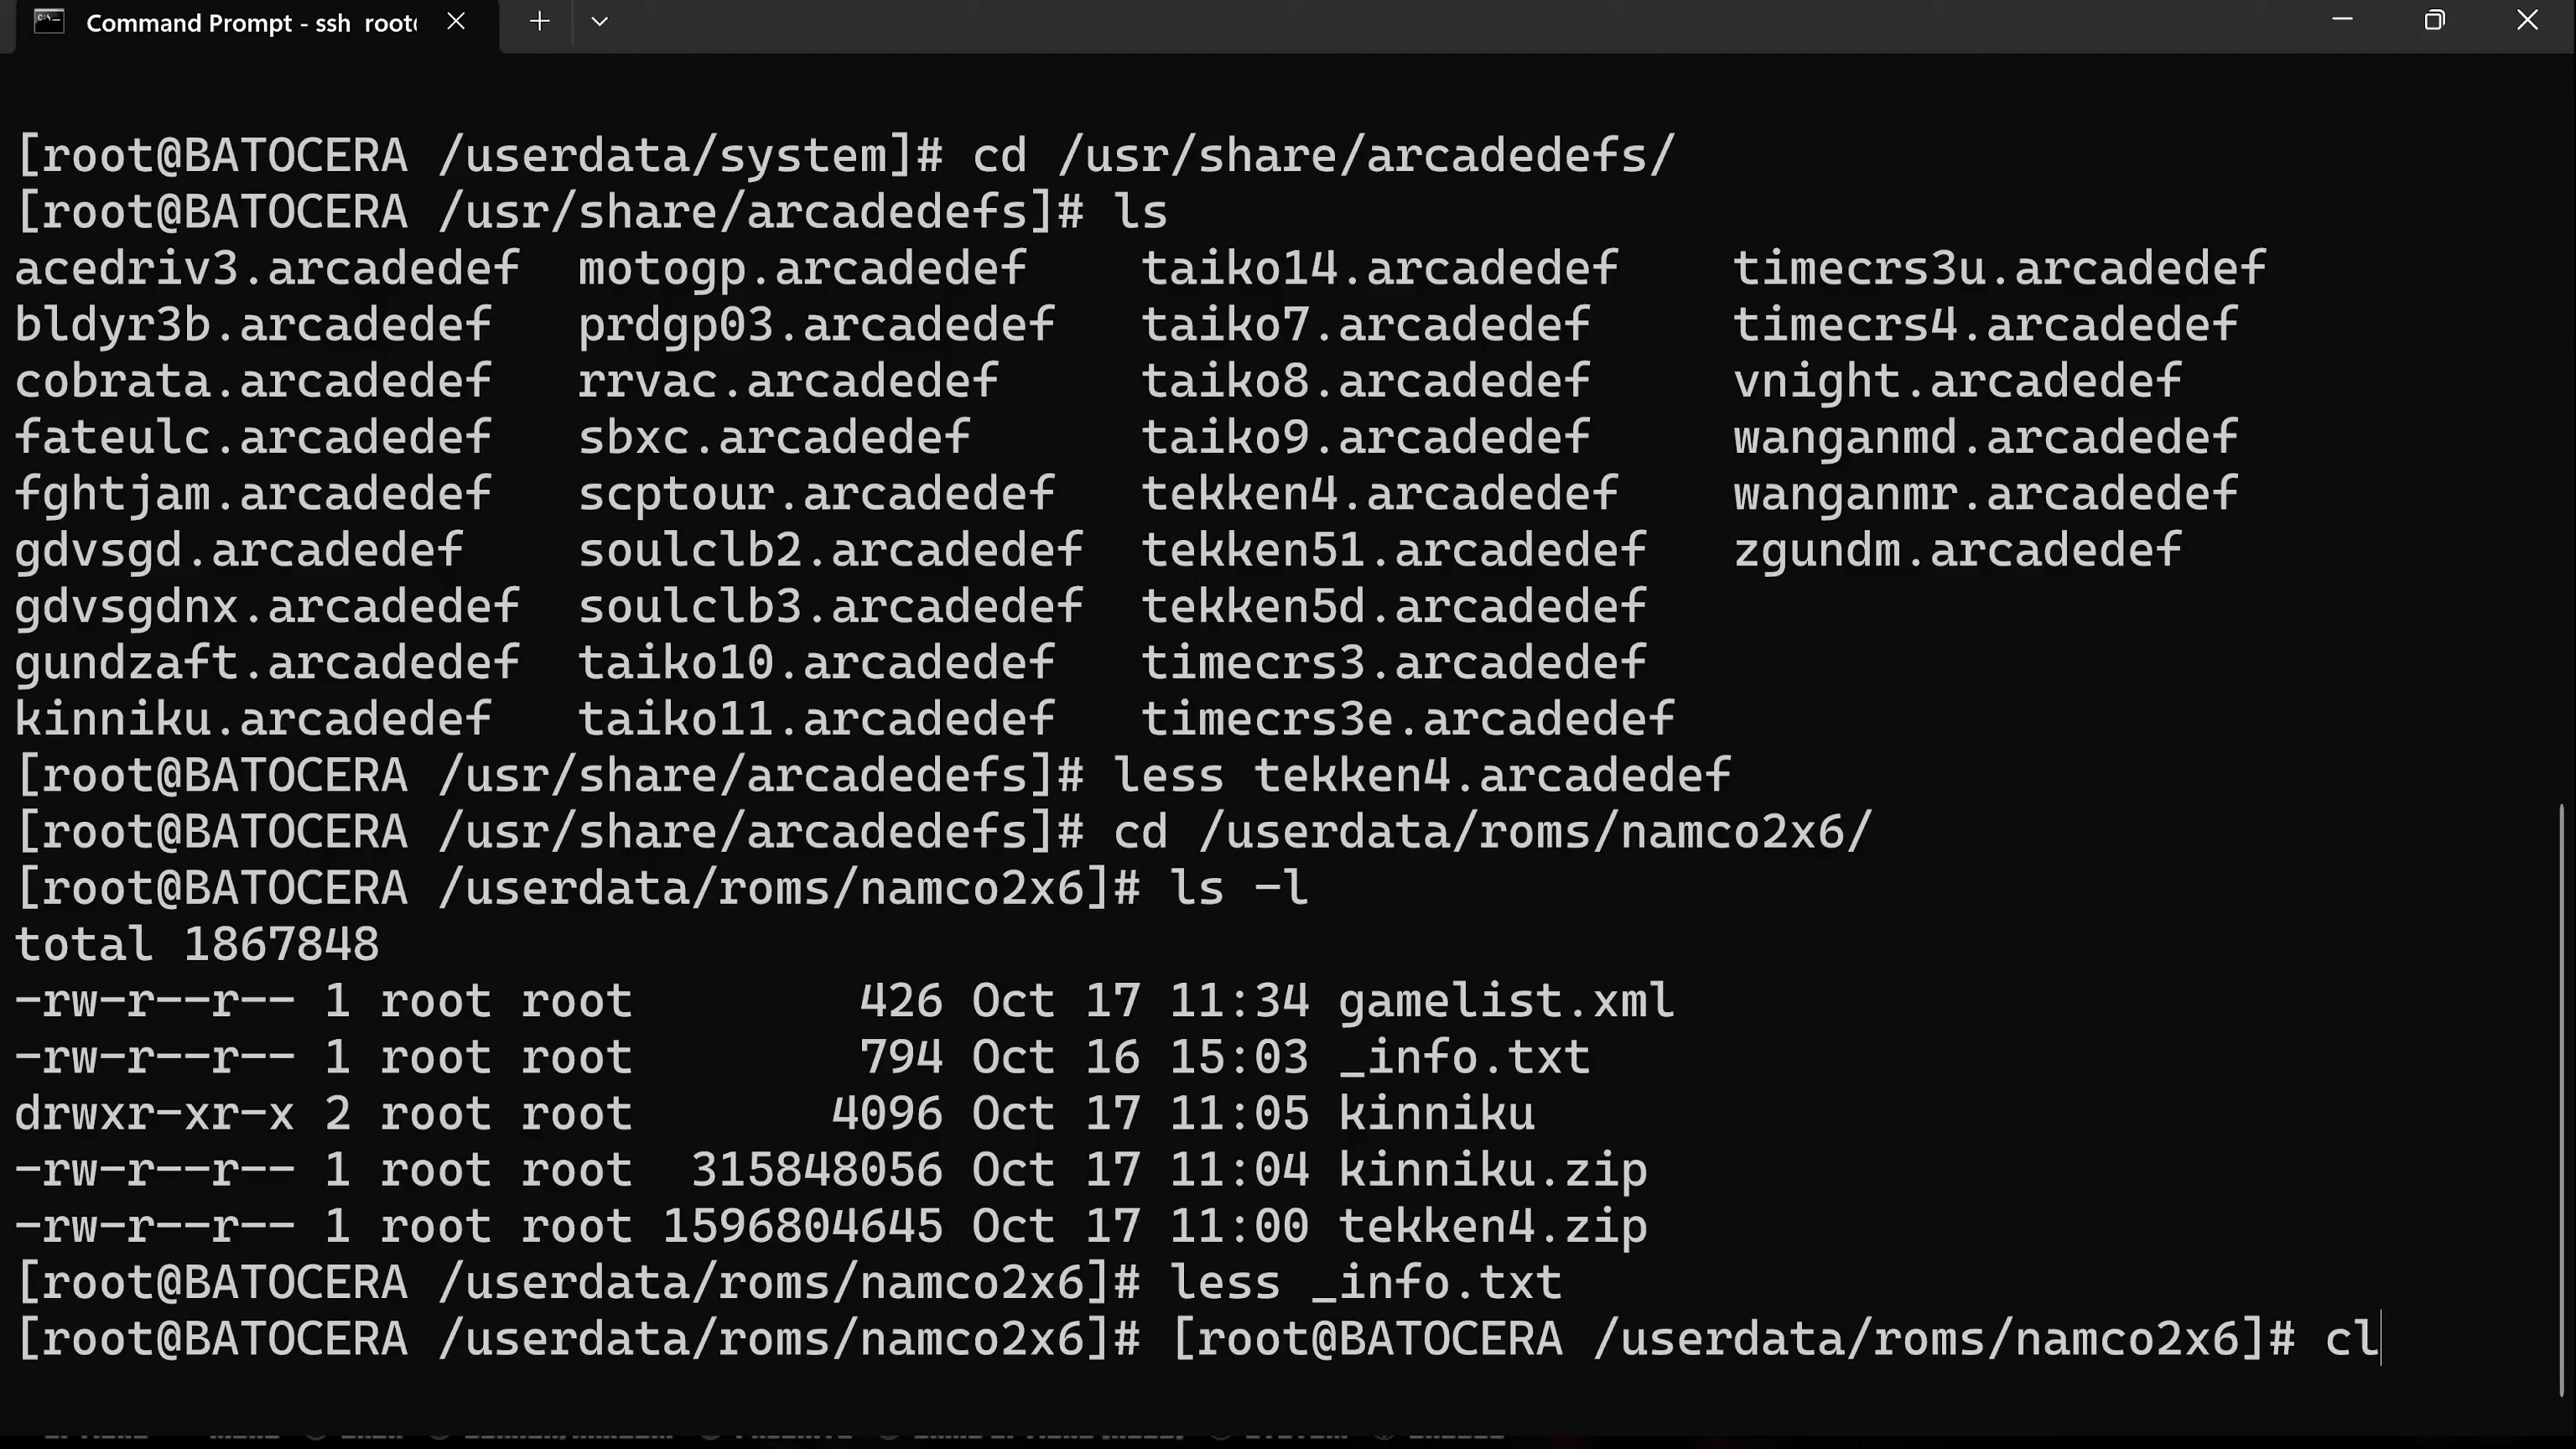 Command Prompt - ssh root
[root@BATOCERA /userdata/system]# cd /usr/share/arcadedefs/
[root@BATOCERA /usr/share/arcadedefs]# ls
acedriv3.arcadedef motogp.arcadedef taiko14.arcadedef timecrs3u.arcadedef
bldyr3b.arcadedef prdgp03.arcadedef taiko7.arcadedef timecrs4.arcadedef
cobrata.arcadedef rrvac.arcadedef taiko8.arcadedef vnight.arcadedef
fateulc.arcadedef sbxc.arcadedef taiko9.arcadedef wanganmd.arcadedef
fghtjam.arcadedef scptour.arcadedef tekken4.arcadedef wanganmr.arcadedef
gdvsgd.arcadedef soulclb2.arcadedef tekken51.arcadedef zgundm.arcadedef
gdvsgdnx.arcadedef soulclb3.arcadedef tekken5d.arcadedef
gundzaft.arcadedef taiko10.arcadedef timecrs3.arcadedef
kinniku.arcadedef taiko11.arcadedef timecrs3e.arcadedef
[root@BATOCERA /usr/share/arcadedefs]# less tekken4.arcadedef
[root@BATOCERA /usr/share/arcadedefs]# cd /userdata/roms/namco2x6/
[root@BATOCERA /userdata/roms/namco2x6]# ls -l
total 1867848
-rw-r--r-- 1 root root 426 Oct 17 11:34 gamelist.xml
-rw-r--r-- 1 root root 794 Oct 16 15:03 _info.txt
drwxr-xr-x 2 root root 4096 Oct 17 11:05 kinniku
-rw-r--r-- 1 root root 315848056 Oct 17 11:04 kinniku.zip
-rw-r--r-- 1 root root 1596804645 Oct 17 11:00 tekken4.zip
[root@BATOCERA /userdata/roms/namco2x6]# less _info.txt
[root@BATOCERA /userdata/roms/namco2x6]# [root@BATOCERA /userdata/roms/namco2x6]# cl